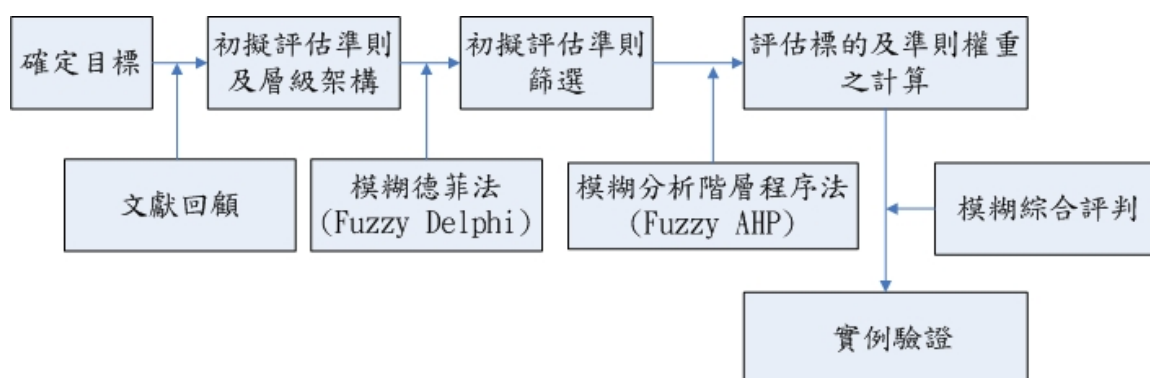 確定目標
初擬評估準則
及層級架構
初擬評估準則
篩選
評估標的及準則權重
之計算
文獻回顧
模糊德菲法
(Fuzzy Delphi)
模糊分析階層程序法
(Fuzzy AHP)
模糊綜合評判
實例驗證